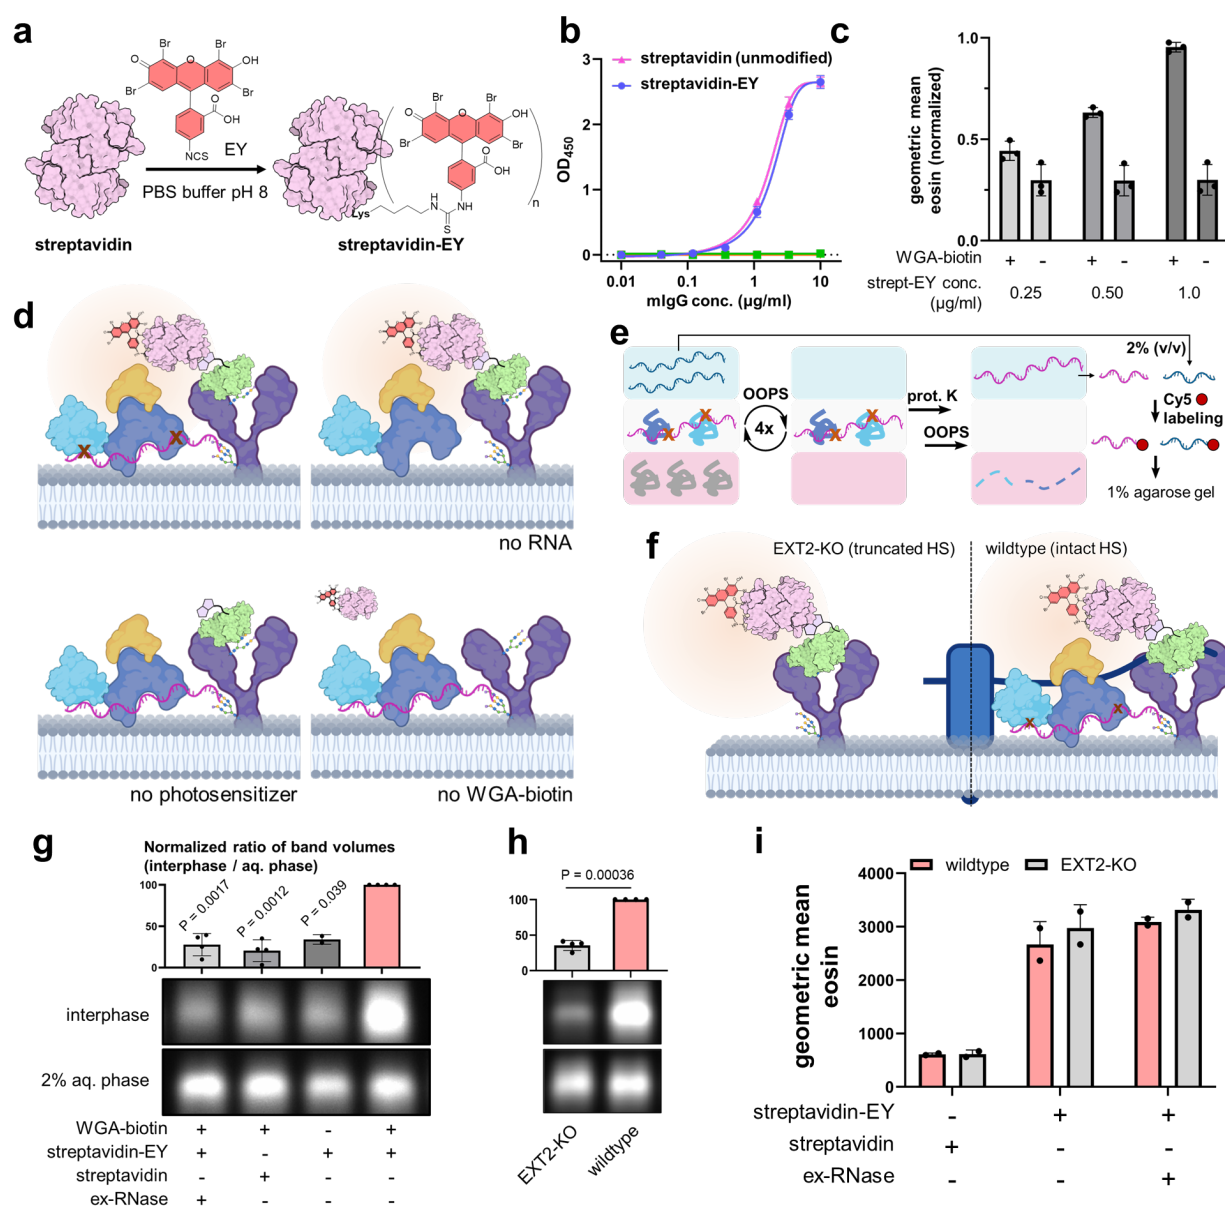 a
Br
Br
O
O
OH
Br
Br
O
OH
NCS
EY
PBS buffer pH 8
streptavidin
Br
Br
O
O
OH
Br
Br
O
OH
Lys
H
N
H
N
S
n
streptavidin-EY
b
streptavidin (unmodified)
streptavidin-EY
OD450
3
2
1
0
0.01
0.1
1
10
mIgG conc. (µg/ml)
c
geometric mean
eosin (normalized)
1.0
0.5
0.0
WGA-biotin
+ - + - + -
strept-EY conc.
(µg/ml)
0.25 0.50 1.0
d
X
X
no RNA
no photosensitizer
no WGA-biotin
e
2% (v/v)
OOPS
4x
prot. K
OOPS
X
X
X
X
Cy5
labeling
1% agarose gel
f
EXT2-KO (truncated HS)
wildtype (intact HS)
X
X
g
Normalized ratio of band volumes
(interphase / aq. phase)
100
50
0
P = 0.0017
P = 0.0012
P = 0.039
interphase
2% aq. phase
WGA-biotin + + - +
streptavidin-EY + - + +
streptavidin - + - -
ex-RNase + - - -
h
P = 0.00036
100
50
0
EXT2-KO
wildtype
i
wildtype
EXT2-KO
geometric mean
eosin
4000
3000
2000
1000
0
streptavidin-EY - + +
streptavidin + - -
ex-RNase - - +